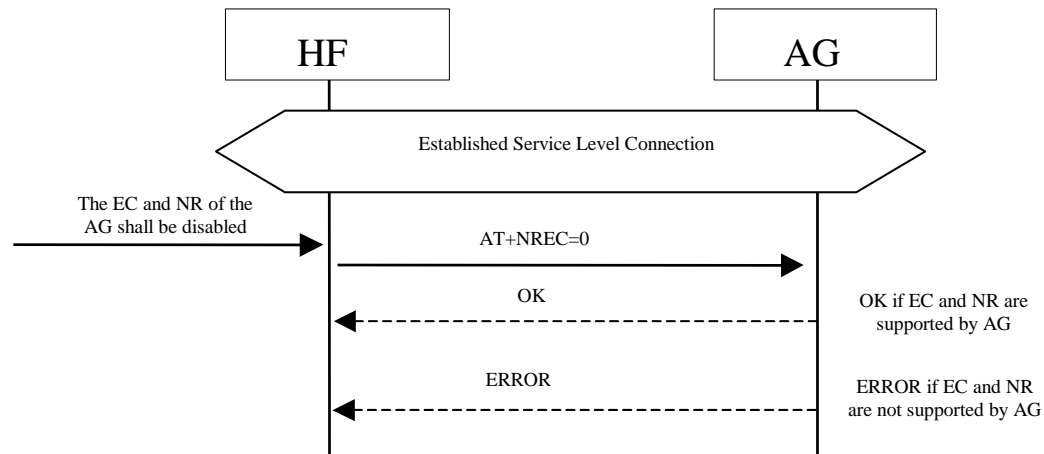 HF
AG
Established Service Level Connection
The EC and NR of the
AG shall be disabled
AT+NREC=0
OK
OK if EC and NR are
supported by AG
ERROR
ERROR if EC and NR
are not supported by AG